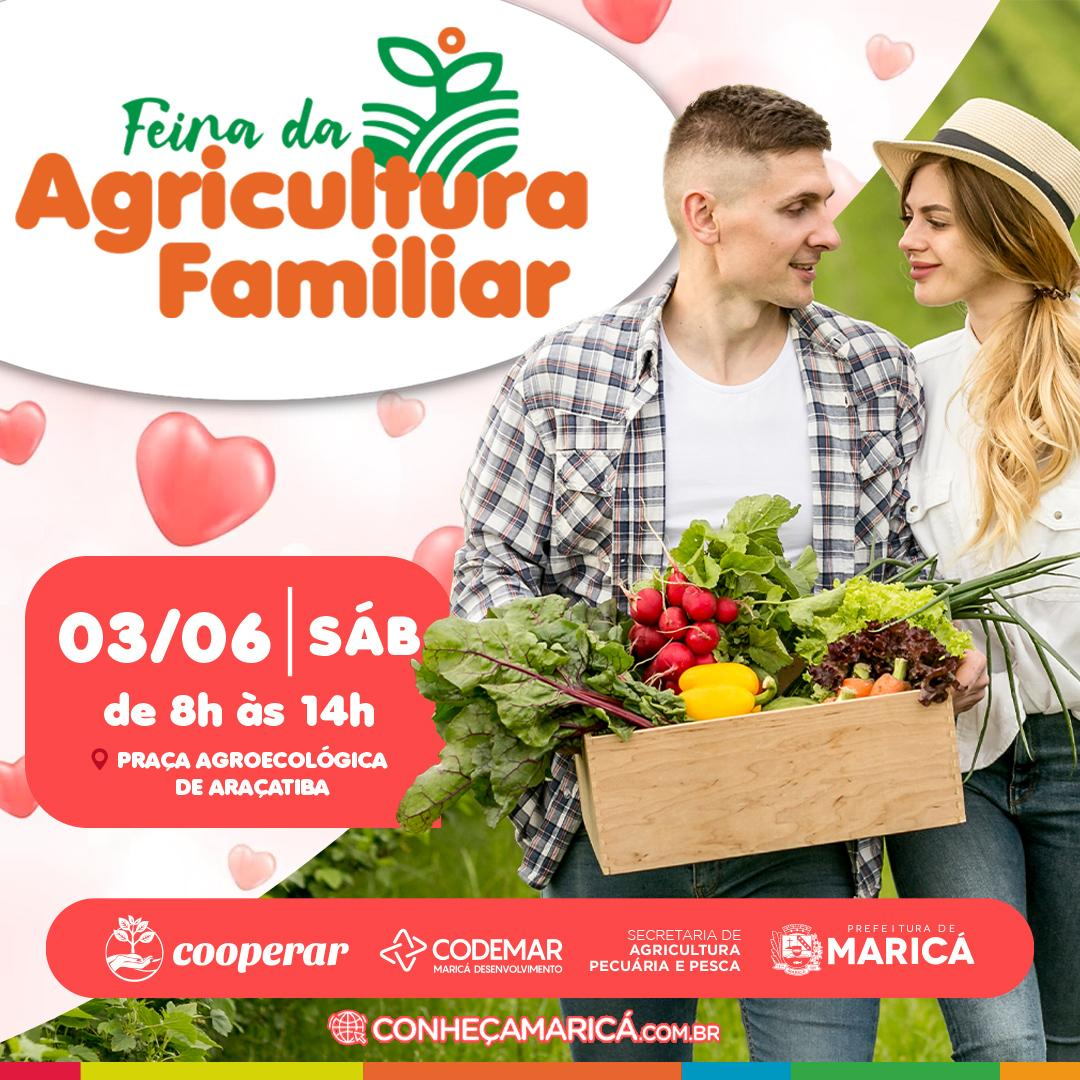 Feira da
Agricultura
Familiar
03/06 | SÁB
de 8h às 14h
PRAÇA AGROECOLÓGICA
DE ARAÇATIBA
cooperar
CODEMAR
MARICÁ DESENVOLVIMENTO
SECRETARIA DE
AGRICULTURA
PECUÁRIA E PESCA
PREFEITURA DE
MARICÁ
CONHEÇAMARICÁ.COM.BR